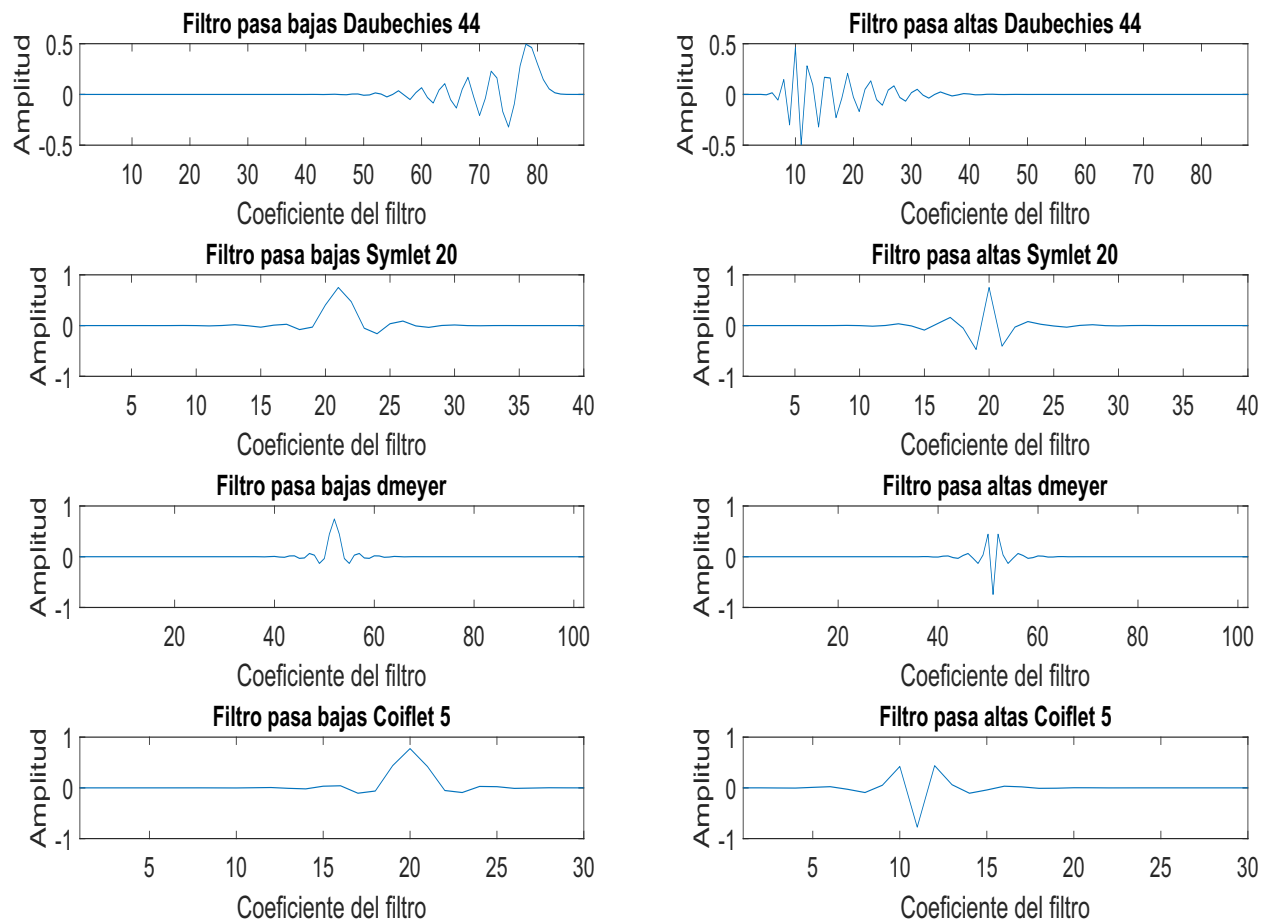 Filtro pasa bajas Daubechies 44
Amplitud
0.5
0
-0.5
10 20 30 40 50 60 70 80
Coeficiente del filtro
Filtro pasa altas Daubechies 44
Amplitud
0.5
0
-0.5
10 20 30 40 50 60 70 80
Coeficiente del filtro
Filtro pasa bajas Symlet 20
Amplitud
1
0
-1
5 10 15 20 25 30 35 40
Coeficiente del filtro
Filtro pasa altas Symlet 20
Amplitud
1
0
-1
5 10 15 20 25 30 35 40
Coeficiente del filtro
Filtro pasa bajas dmeyer
Amplitud
1
0
-1
20 40 60 80 100
Coeficiente del filtro
Filtro pasa altas dmeyer
Amplitud
1
0
-1
20 40 60 80 100
Coeficiente del filtro
Filtro pasa bajas Coiflet 5
Amplitud
1
0
-1
5 10 15 20 25 30
Coeficiente del filtro
Filtro pasa altas Coiflet 5
Amplitud
1
0
-1
5 10 15 20 25 30
Coeficiente del filtro